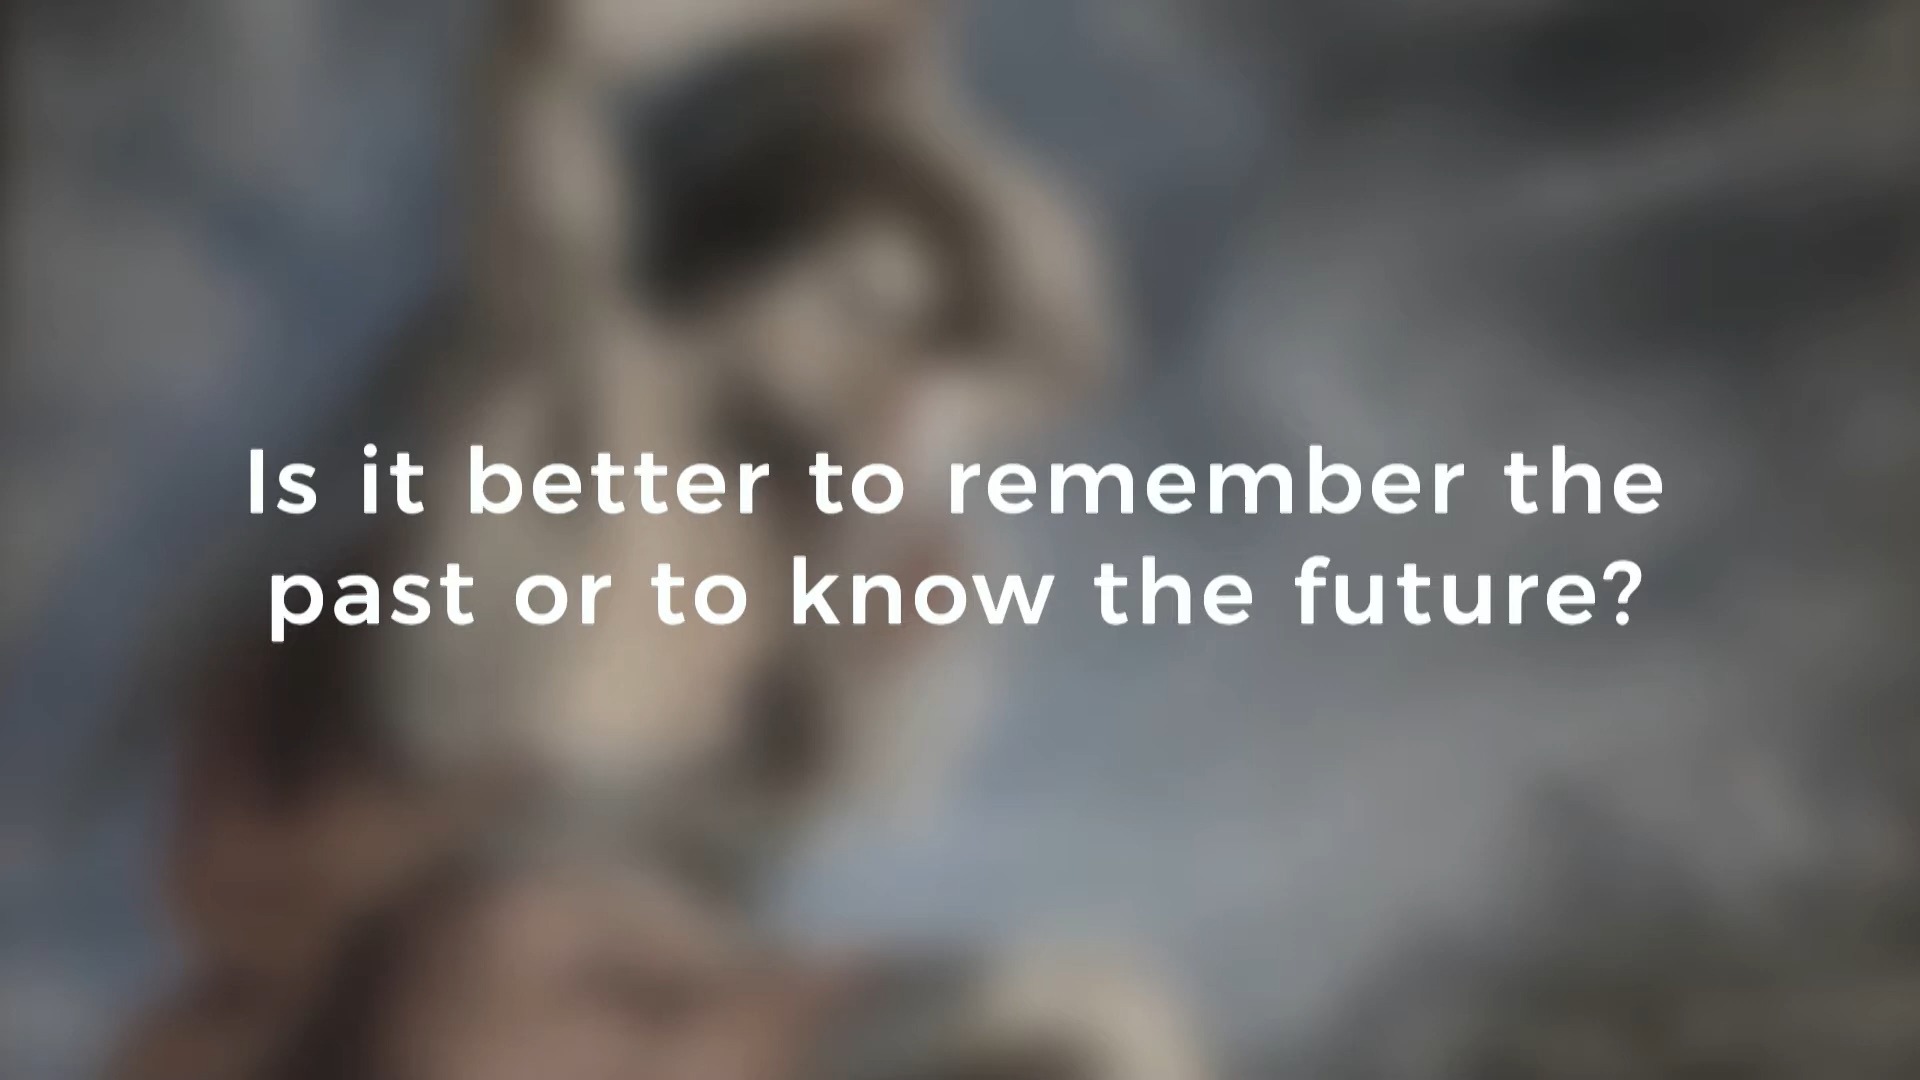 Is it better to remember the
past or to know the future?